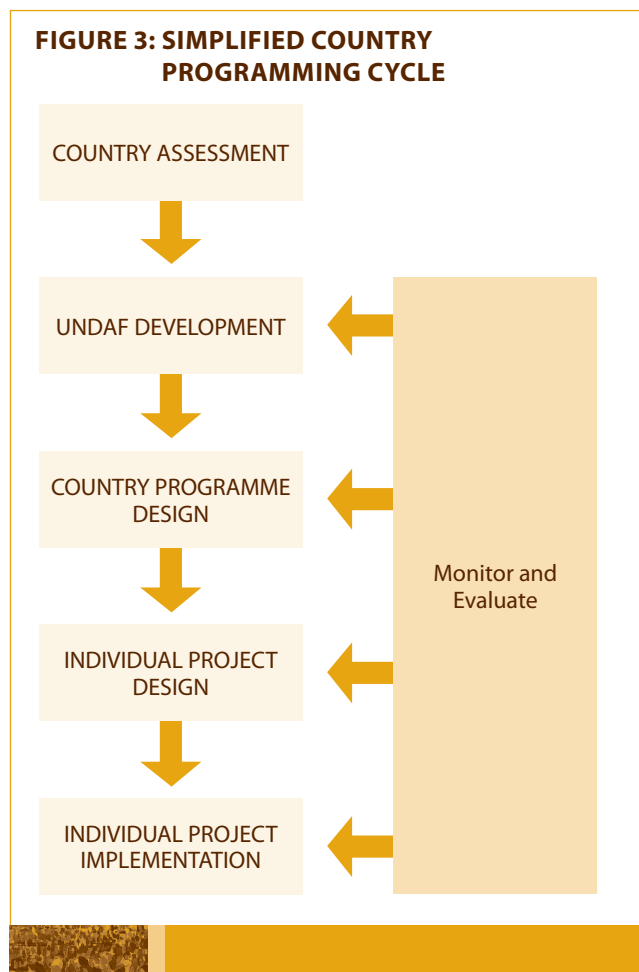 FIGURE 3: SIMPLIFIED COUNTRY
PROGRAMMING CYCLE
COUNTRY ASSESSMENT
UNDAF DEVELOPMENT
COUNTRY PROGRAMME
DESIGN
INDIVIDUAL PROJECT
DESIGN
INDIVIDUAL PROJECT
IMPLEMENTATION
Monitor and
Evaluate